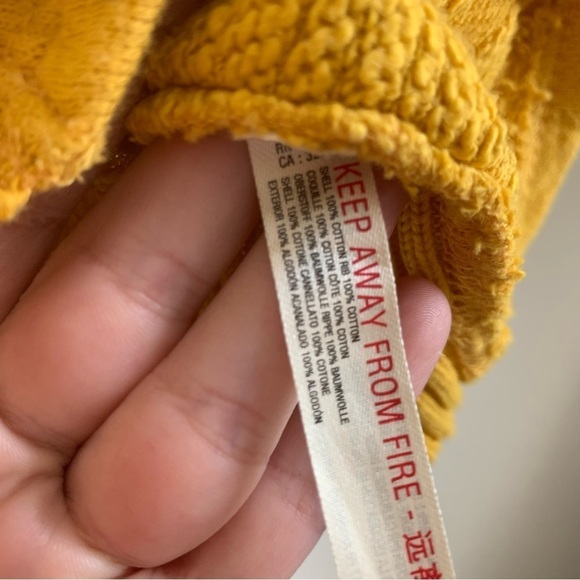 KEEP AWAY FROM FIRE - 远
SHELL 100% COTTON RIB 100% COTTON
COQUILLE 100% COTON CÔTE 100% COTON
OBERSTOFF 100% BAUMWOLLE RIPPE 100% BAUMWOLLE
SHELL 100% COTONE CANNELLATO 100% COTONE
EXTERIOR 100% ALGODÓN ACANALADO 100% ALGODÓN